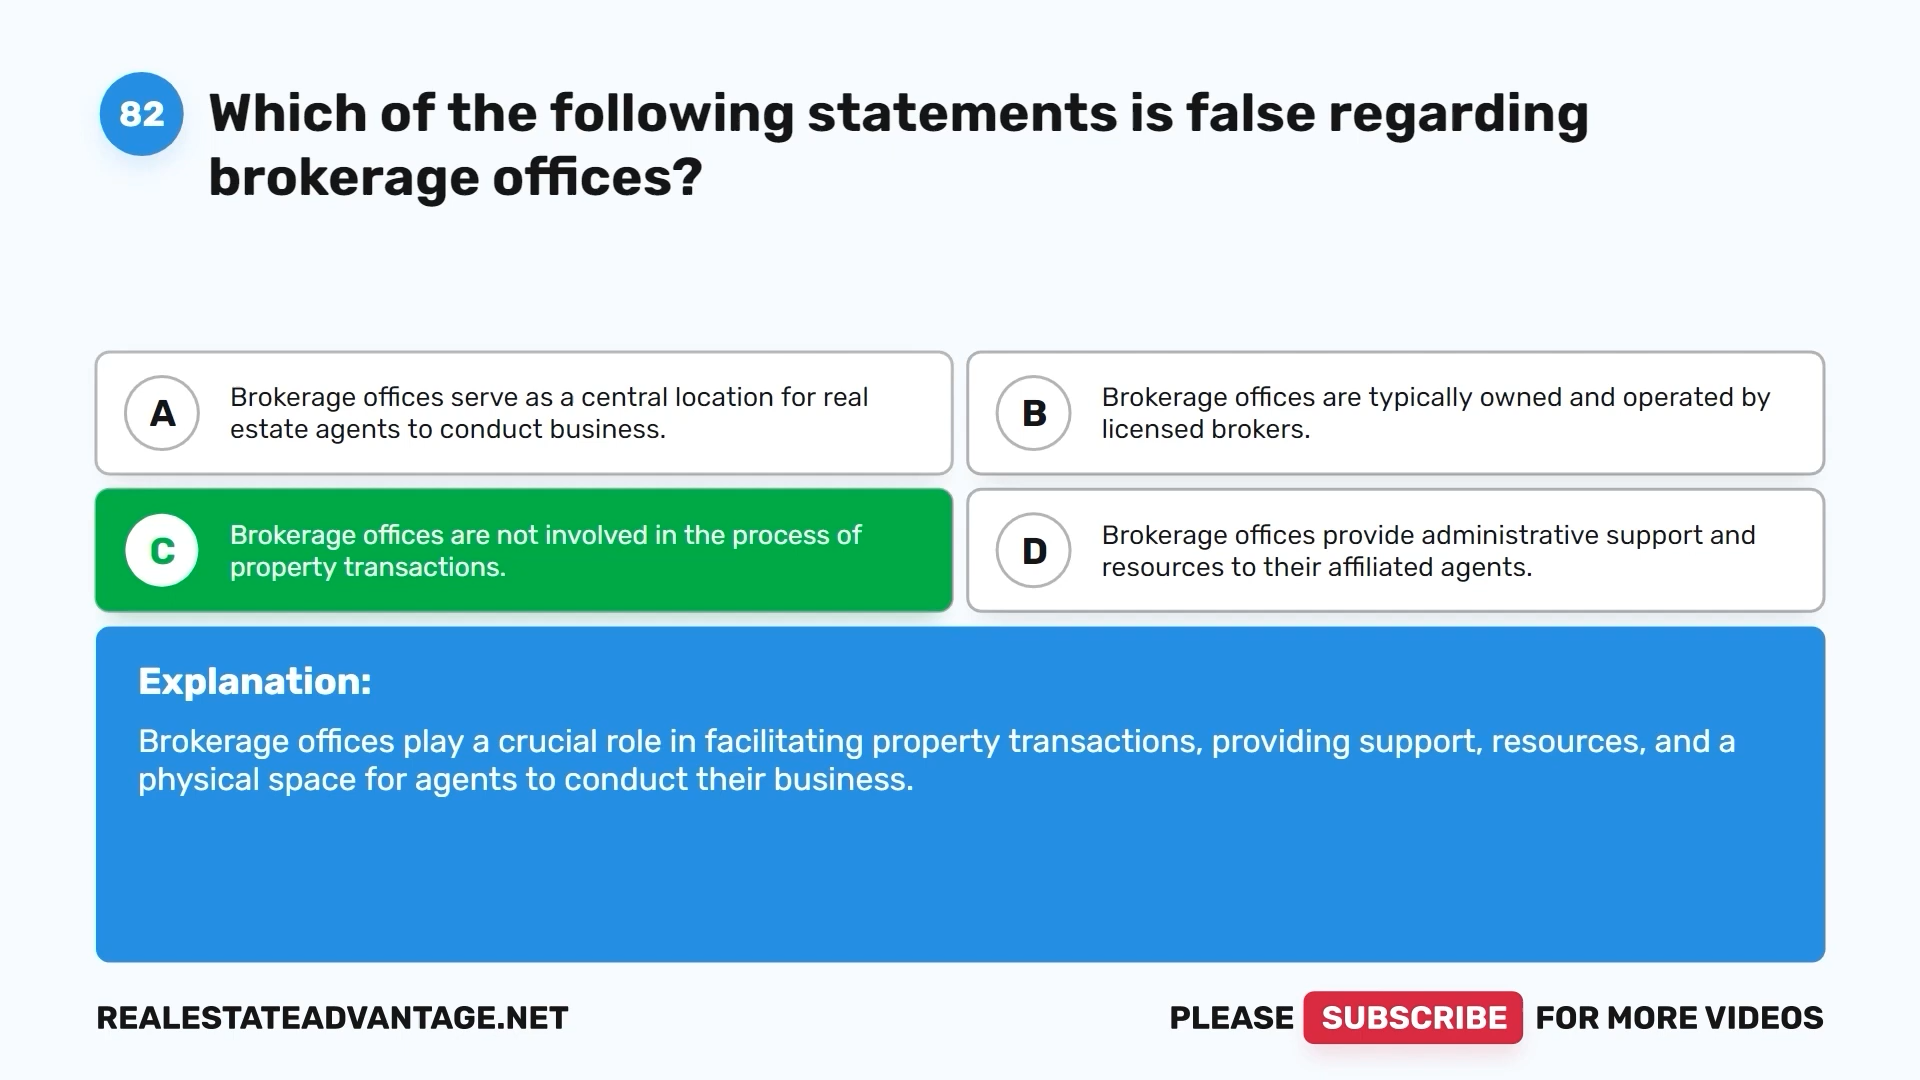 82
Which of the following statements is false regarding
brokerage offices?
A
Brokerage offices serve as a central location for real
estate agents to conduct business.
B
Brokerage offices are typically owned and operated by
licensed brokers.
C
Brokerage offices are not involved in the process of
property transactions.
D
Brokerage offices provide administrative support and
resources to their affiliated agents.
Explanation:
Brokerage offices play a crucial role in facilitating property transactions, providing support, resources, and a
physical space for agents to conduct their business.
REALESTATEADVANTAGE.NET
PLEASE SUBSCRIBE FOR MORE VIDEOS